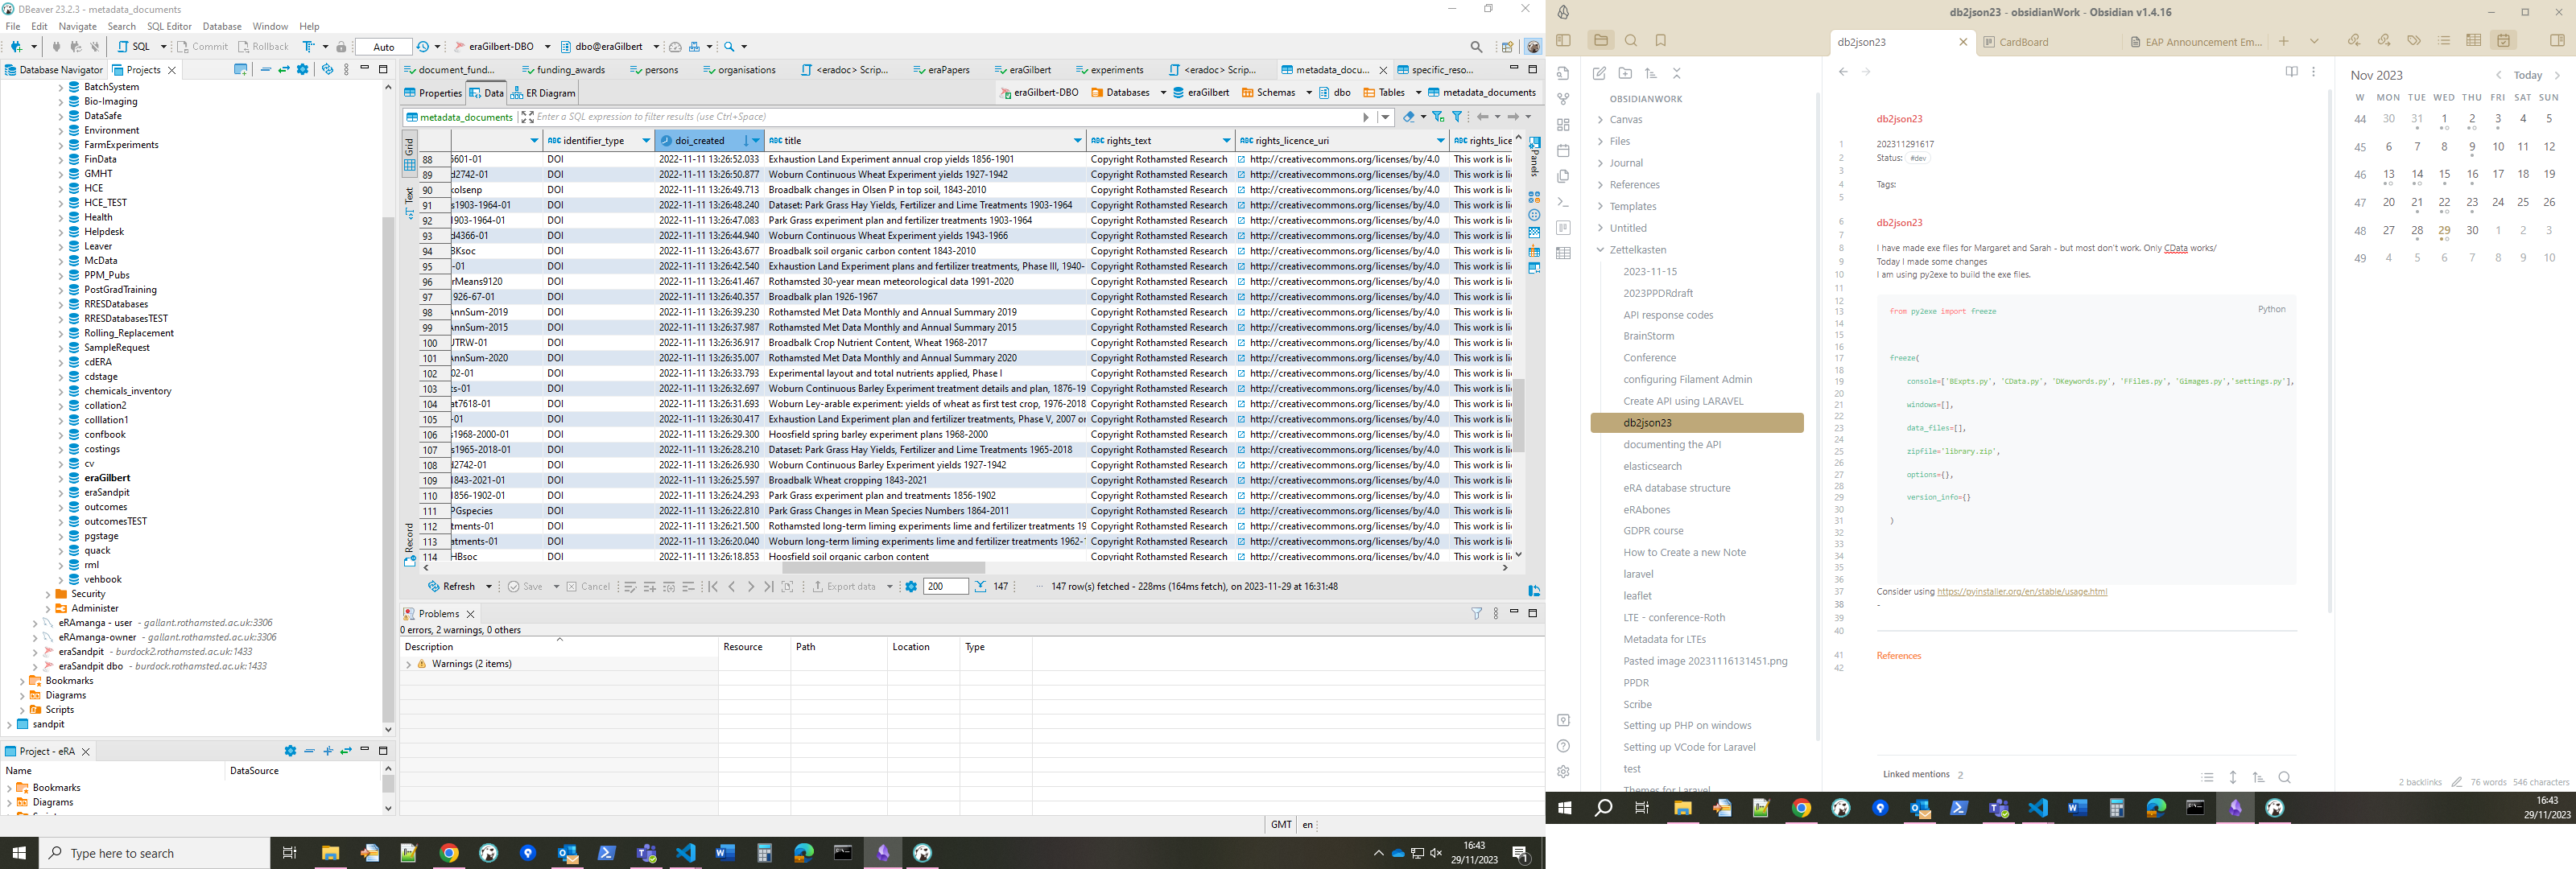 DBeaver 23.2.3 - metadata_documents
File Edit Navigate Search SQL Editor Database Window Help
SQL Commit Rollback Auto eraGilbert-DBO dbo@eraGilbert
Database Navigator Projects
BatchSystem
Bio-Imaging
DataSafe
Environment
FarmExperiments
FinData
GMHT
HCE
HCE_TEST
Health
Helpdesk
Leaver
McData
PPM_Pubs
PostGradTraining
RRESDatabases
RRESDatabasesTEST
Rolling_Replacement
SampleRequest
cdERA
cdstage
chemicals_inventory
collation2
colllation1
confbook
costings
cv
eraGilbert
eraSandpit
outcomes
outcomesTEST
pgstage
quack
rml
vehbook
Security
Administer
eRAmanga - user - gallant.rothamsted.ac.uk:3306
eRAmanga-owner - gallant.rothamsted.ac.uk:3306
eraSandpit - burdock2.rothamsted.ac.uk:1433
eraSandpit dbo - burdock.rothamsted.ac.uk:1433
Bookmarks
Diagrams
Scripts
sandpit
Project - eRA
Name DataSource
Bookmarks
Diagrams
document_fund... funding_awards persons organisations <eradoc> Scrip... eraPapers eraGilbert experiments <eradoc> Scrip... metadata_docu... specific_reso...
Properties Data ER Diagram eraGilbert-DBO Databases eraGilbert Schemas dbo Tables metadata_documents
metadata_documents Enter a SQL expression to filter results (use Ctrl+Space)
Grid
Text
Record
Panels
identifier_type doi_created title rights_text rights_licence_uri rights_lice
88 5601-01 DOI 2022-11-11 13:26:52.033 Exhaustion Land Experiment annual crop yields 1856-1901 Copyright Rothamsted Research http://creativecommons.org/licenses/by/4.0 This work is li
89 d2742-01 DOI 2022-11-11 13:26:50.877 Woburn Continuous Wheat Experiment yields 1927-1942 Copyright Rothamsted Research http://creativecommons.org/licenses/by/4.0 This work is li
90 olsenp DOI 2022-11-11 13:26:49.713 Broadbalk changes in Olsen P in top soil, 1843-2010 Copyright Rothamsted Research http://creativecommons.org/licenses/by/4.0 This work is li
91 s1903-1964-01 DOI 2022-11-11 13:26:48.240 Dataset: Park Grass Hay Yields, Fertilizer and Lime Treatments 1903-1964 Copyright Rothamsted Research http://creativecommons.org/licenses/by/4.0 This work is li
92 1903-1964-01 DOI 2022-11-11 13:26:47.083 Park Grass experiment plan and fertilizer treatments 1903-1964 Copyright Rothamsted Research http://creativecommons.org/licenses/by/4.0 This work is li
93 d4366-01 DOI 2022-11-11 13:26:44.940 Woburn Continuous Wheat Experiment yields 1943-1966 Copyright Rothamsted Research http://creativecommons.org/licenses/by/4.0 This work is li
94 BKsoc DOI 2022-11-11 13:26:43.677 Broadbalk soil organic carbon content 1843-2010 Copyright Rothamsted Research http://creativecommons.org/licenses/by/4.0 This work is li
95 -01 DOI 2022-11-11 13:26:42.540 Exhaustion Land Experiment plans and fertilizer treatments, Phase III, 1940- Copyright Rothamsted Research http://creativecommons.org/licenses/by/4.0 This work is li
96 rMeans9120 DOI 2022-11-11 13:26:41.467 Rothamsted 30-year mean meteorological data 1991-2020 Copyright Rothamsted Research http://creativecommons.org/licenses/by/4.0 This work is li
97 1926-67-01 DOI 2022-11-11 13:26:40.357 Broadbalk plan 1926-1967 Copyright Rothamsted Research http://creativecommons.org/licenses/by/4.0 This work is li
98 AnnSum-2019 DOI 2022-11-11 13:26:39.230 Rothamsted Met Data Monthly and Annual Summary 2019 Copyright Rothamsted Research http://creativecommons.org/licenses/by/4.0 This work is li
99 AnnSum-2015 DOI 2022-11-11 13:26:37.987 Rothamsted Met Data Monthly and Annual Summary 2015 Copyright Rothamsted Research http://creativecommons.org/licenses/by/4.0 This work is li
100 UTRW-01 DOI 2022-11-11 13:26:36.917 Broadbalk Crop Nutrient Content, Wheat 1968-2017 Copyright Rothamsted Research http://creativecommons.org/licenses/by/4.0 This work is li
101 AnnSum-2020 DOI 2022-11-11 13:26:35.007 Rothamsted Met Data Monthly and Annual Summary 2020 Copyright Rothamsted Research http://creativecommons.org/licenses/by/4.0 This work is li
102 02-01 DOI 2022-11-11 13:26:33.793 Experimental layout and total nutrients applied, Phase I Copyright Rothamsted Research http://creativecommons.org/licenses/by/4.0 This work is li
103 ts-01 DOI 2022-11-11 13:26:32.697 Woburn Continuous Barley Experiment treatment details and plan, 1876-19 Copyright Rothamsted Research http://creativecommons.org/licenses/by/4.0 This work is li
104 at7618-01 DOI 2022-11-11 13:26:31.693 Woburn Ley-arable experiment: yields of wheat as first test crop, 1976-2018 Copyright Rothamsted Research http://creativecommons.org/licenses/by/4.0 This work is li
105 -01 DOI 2022-11-11 13:26:30.417 Exhaustion Land Experiment plan and fertilizer treatments, Phase V, 2007 or Copyright Rothamsted Research http://creativecommons.org/licenses/by/4.0 This work is li
106 s1968-2000-01 DOI 2022-11-11 13:26:29.300 Hoosfield spring barley experiment plans 1968-2000 Copyright Rothamsted Research http://creativecommons.org/licenses/by/4.0 This work is li
107 s1965-2018-01 DOI 2022-11-11 13:26:28.210 Dataset: Park Grass Hay Yields, Fertilizer and Lime Treatments 1965-2018 Copyright Rothamsted Research http://creativecommons.org/licenses/by/4.0 This work is li
108 d2742-01 DOI 2022-11-11 13:26:26.930 Woburn Continuous Barley Experiment yields 1927-1942 Copyright Rothamsted Research http://creativecommons.org/licenses/by/4.0 This work is li
109 1843-2021-01 DOI 2022-11-11 13:26:25.597 Broadbalk Wheat cropping 1843-2021 Copyright Rothamsted Research http://creativecommons.org/licenses/by/4.0 This work is li
110 1856-1902-01 DOI 2022-11-11 13:26:24.293 Park Grass experiment plan and treatments 1856-1902 Copyright Rothamsted Research http://creativecommons.org/licenses/by/4.0 This work is li
111 PGspecies DOI 2022-11-11 13:26:22.810 Park Grass Changes in Mean Species Numbers 1864-2011 Copyright Rothamsted Research http://creativecommons.org/licenses/by/4.0 This work is li
112 tments-01 DOI 2022-11-11 13:26:21.500 Rothamsted long-term liming experiments lime and fertilizer treatments 19 Copyright Rothamsted Research http://creativecommons.org/licenses/by/4.0 This work is li
113 atments-01 DOI 2022-11-11 13:26:20.040 Woburn long-term liming experiments lime and fertilizer treatments 1962- Copyright Rothamsted Research http://creativecommons.org/licenses/by/4.0 This work is li
114 HBsoc DOI 2022-11-11 13:26:18.853 Hoosfield soil organic carbon content Copyright Rothamsted Research http://creativecommons.org/licenses/by/4.0 This work is li
Refresh Save Cancel Export data 200 147 147 row(s) fetched - 228ms (164ms fetch), on 2023-11-29 at 16:31:48
Problems
0 errors, 2 warnings, 0 others
Description Resource Path Location Type
Warnings (2 items)
GMT en
Type here to search
16:43
29/11/2023
1
db2json23 - obsidianWork - Obsidian v1.4.16
db2json23 CardBoard EAP Announcement Em...
OBSIDIANWORK
Canvas
Files
Journal
References
Templates
Untitled
Zettelkasten
2023-11-15
2023PPDRdraft
API response codes
BrainStorm
Conference
configuring Filament Admin
Create API using LARAVEL
db2json23
documenting the API
elasticsearch
eRA database structure
eRAbones
GDPR course
How to Create a new Note
laravel
leaflet
LTE - conference-Roth
Metadata for LTEs
Pasted image 20231116131451.png
PPDR
Scribe
Setting up PHP on windows
Setting up VCode for Laravel
test
Themes for Laravel
db2json23
1 202311291617
2 Status: #dev
3
4 Tags:
5
6 db2json23
7
8 I have made exe files for Margaret and Sarah - but most don't work. Only CData works/
9 Today I made some changes
10 I am using py2exe to build the exe files.
11
12
13 from py2exe import freeze Python
14
15
16
17 freeze(
18
19 console=['BExpts.py', 'CData.py', 'DKeywords.py', 'FFiles.py', 'Gimages.py','settings.py'],
20
21 windows=[],
22
23 data_files=[],
24
25 zipfile='library.zip',
26
27 options={},
28
29 version_info={}
30
31 )
32
33
34
35
36
37 Consider using https://pyinstaller.org/en/stable/usage.html
38 -
39
40
41 References
42
Linked mentions 2
Nov 2023 Today
W MON TUE WED THU FRI SAT SUN
44 30 31 1 2 3 4 5
45 6 7 8 9 10 11 12
46 13 14 15 16 17 18 19
47 20 21 22 23 24 25 26
48 27 28 29 30 1 2 3
49 4 5 6 7 8 9 10
2 backlinks 76 words 546 characters
16:43
29/11/2023